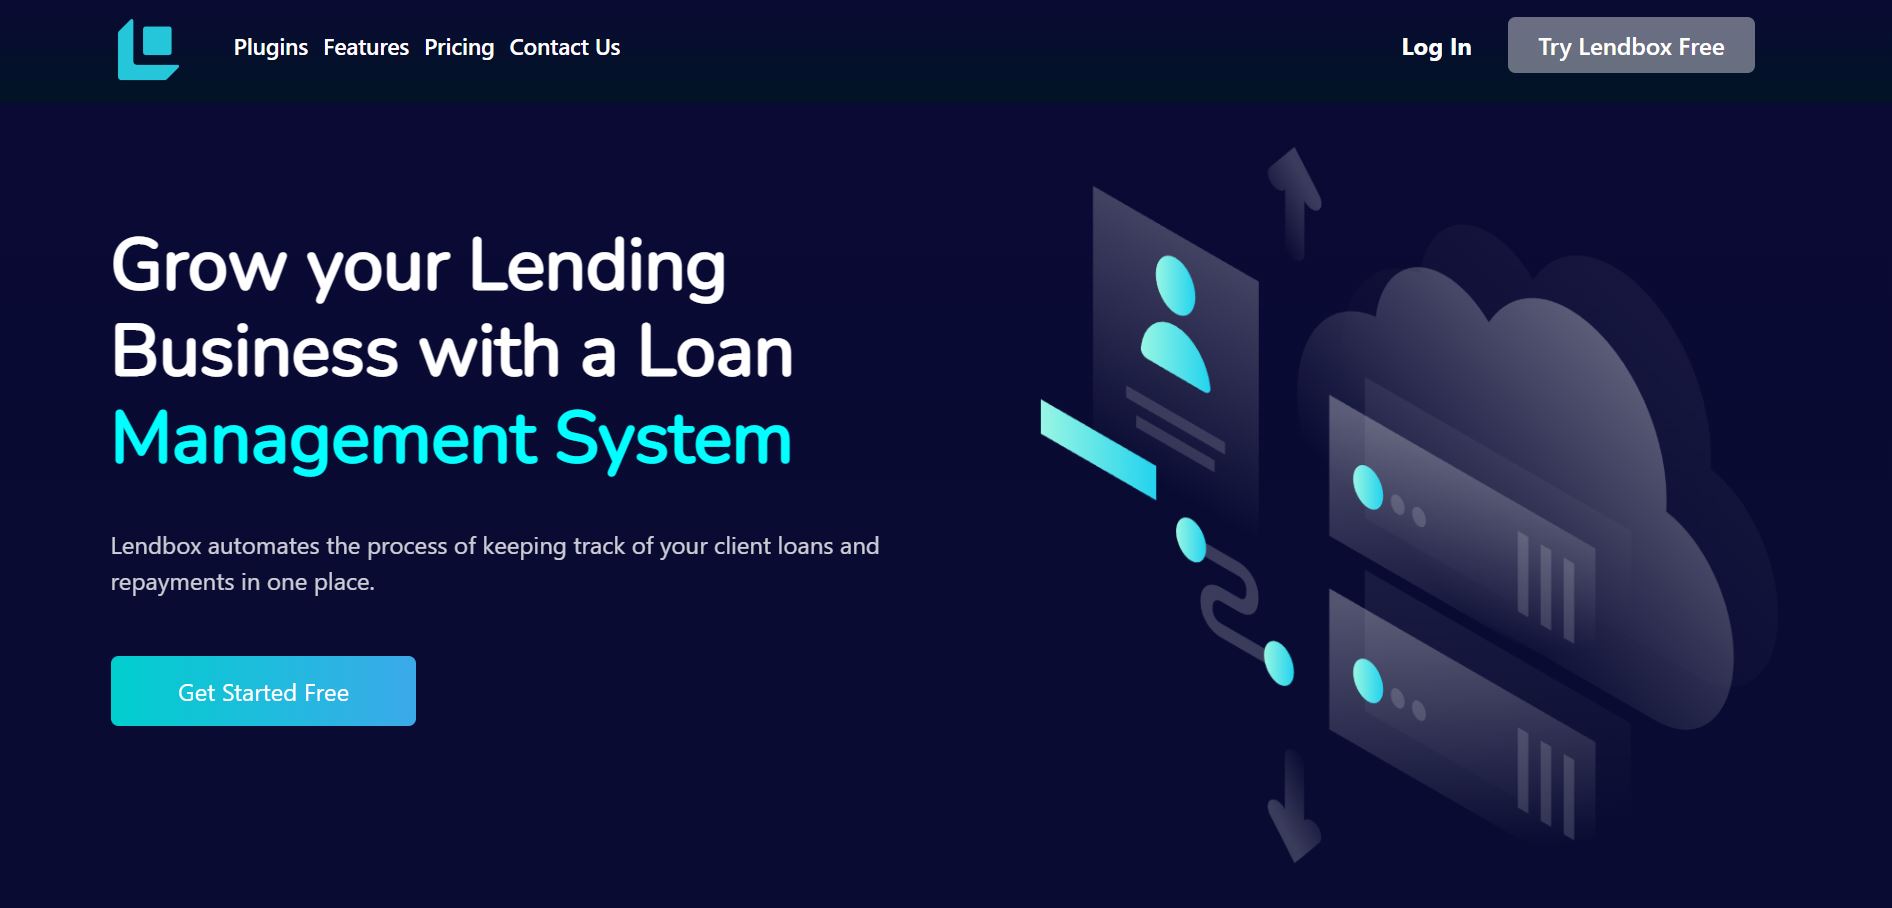 Plugins Features Pricing Contact Us
Log In
Try Lendbox Free
Grow your Lending
Business with a Loan
Management System
Lendbox automates the process of keeping track of your client loans and
repayments in one place.
Get Started Free